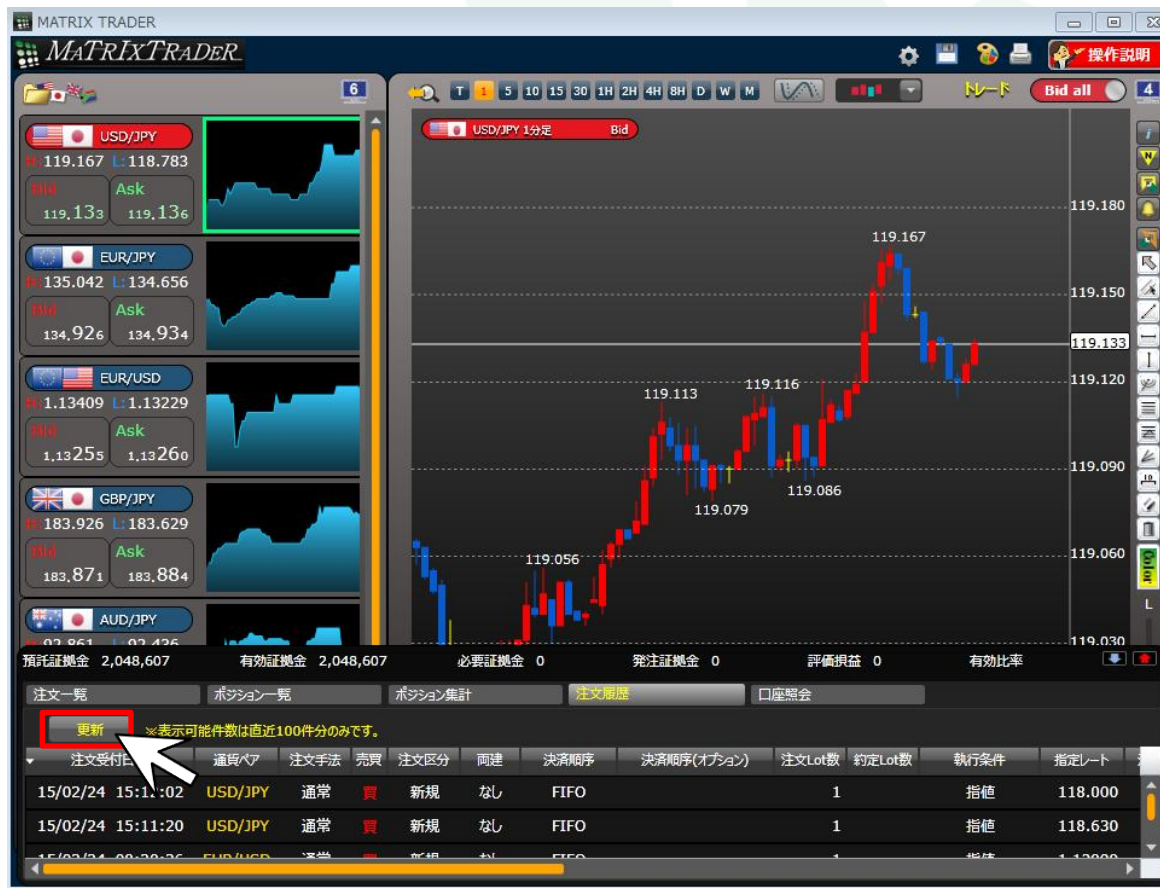 MATRIX TRADER
MATRIXTRADER
操作説明
6
T 1 5 10 15 30 1H 2H 4H 8H D W M
トレード
Bid all
4
USD/JPY
H:119.167 L:118.783
Bid Ask
119.133 119.136
EUR/JPY
H:135.042 L:134.656
Bid Ask
134.926 134.934
EUR/USD
H:1.13409 L:1.13229
Bid Ask
1.13255 1.13260
GBP/JPY
H:183.926 L:183.629
Bid Ask
183.871 183.884
AUD/JPY
92.861 92.436
USD/JPY 1分足 Bid
119.167
119.113
119.116
119.086
119.079
119.056
119.180
119.150
119.133
119.120
119.090
119.060
119.030
Color
L
預託証拠金 2,048,607 有効証拠金 2,048,607 必要証拠金 0 発注証拠金 0 評価損益 0 有効比率
注文一覧 ポジション一覧 ポジション集計 注文履歴 口座照会
更新 ※表示可能件数は直近100件分のみです。
注文受付日 通貨ペア 注文手法 売買 注文区分 両建 決済順序 決済順序(オプション) 注文Lot数 約定Lot数 執行条件 指定レート
15/02/24 15:12:02 USD/JPY 通常 買 新規 なし FIFO 1 指値 118.000
15/02/24 15:11:20 USD/JPY 通常 買 新規 なし FIFO 1 指値 118.630